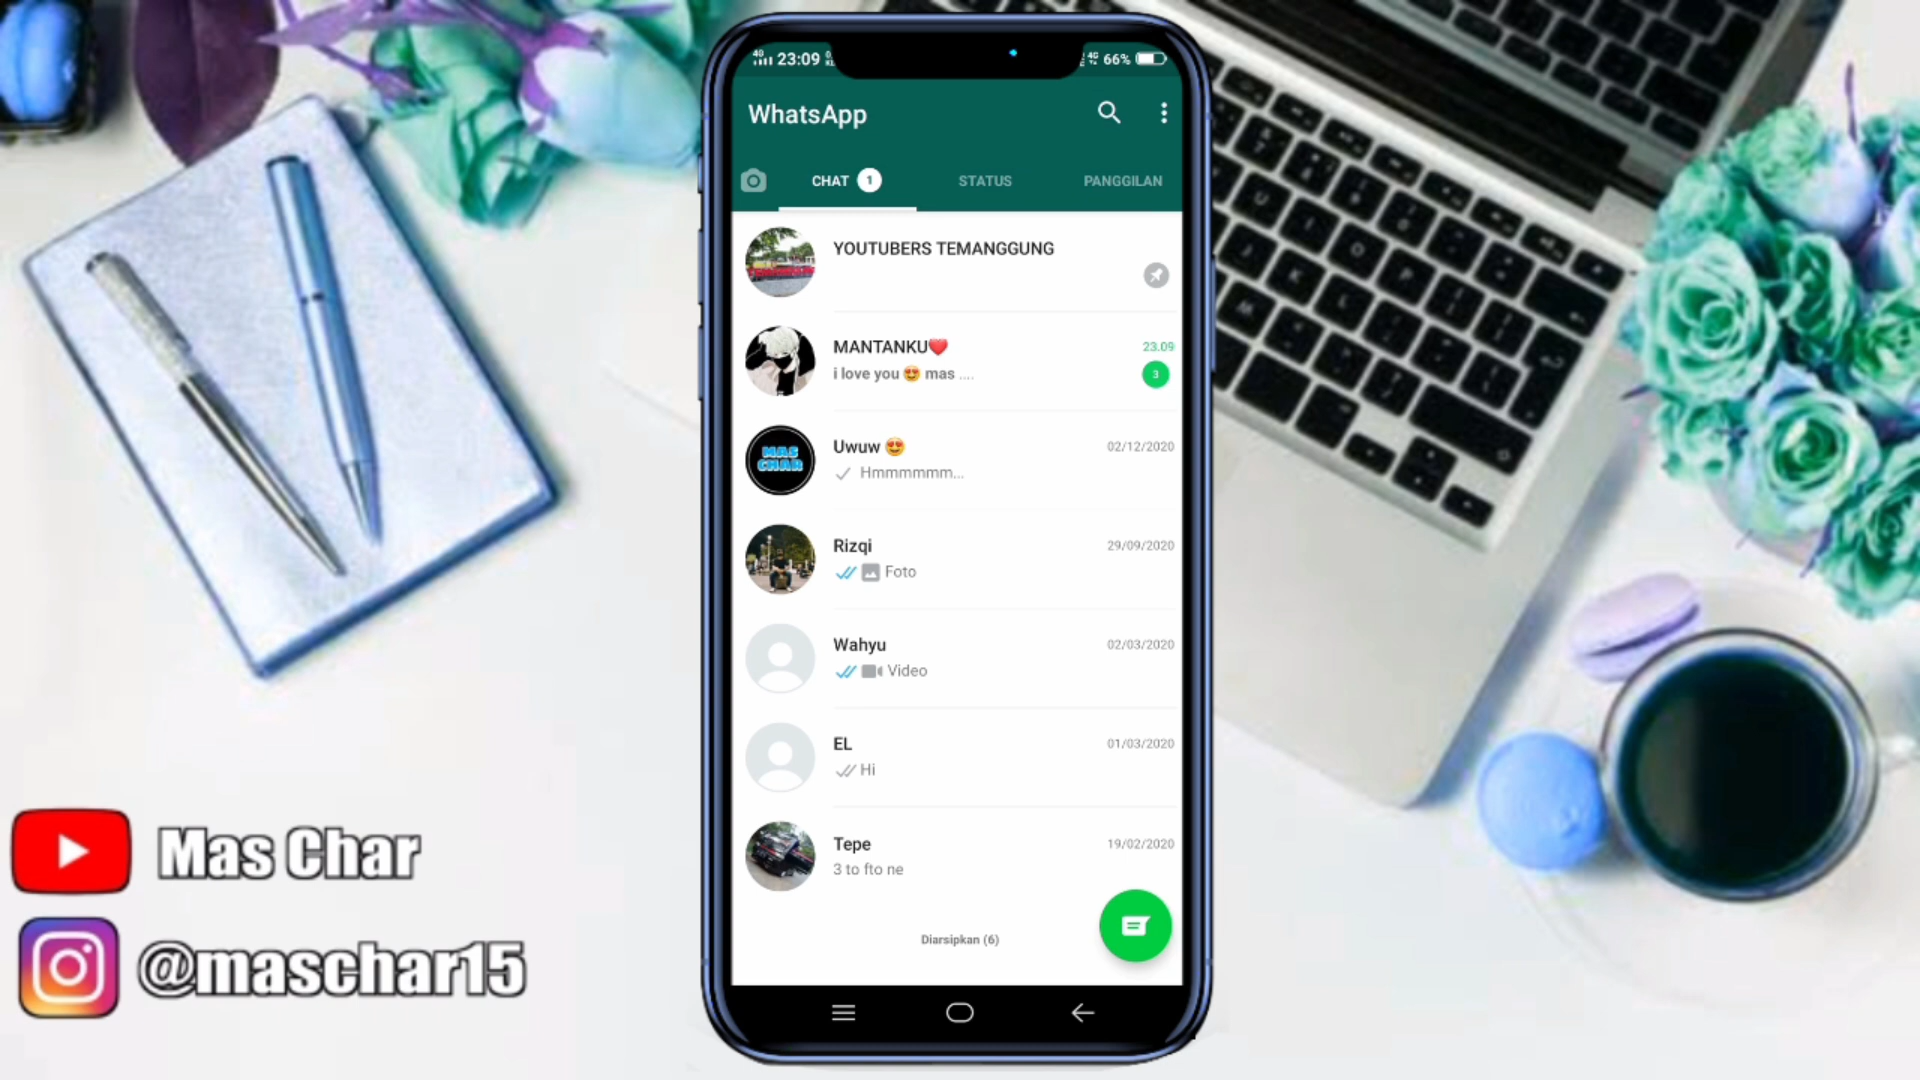 23:09
66%
WhatsApp
CHAT 1
STATUS
PANGGILAN
YOUTUBERS TEMANGGUNG
MANTANKU❤️
23.09
i love you 😍 mas ....
3
Uwuw 😍
02/12/2020
MAS
CHAR
Hmmmmmm...
Rizqi
29/09/2020
Foto
Wahyu
02/03/2020
Video
EL
01/03/2020
Hi
Tepe
19/02/2020
3 to fto ne
Diarsipkan (6)
Mas Char
@maschar15